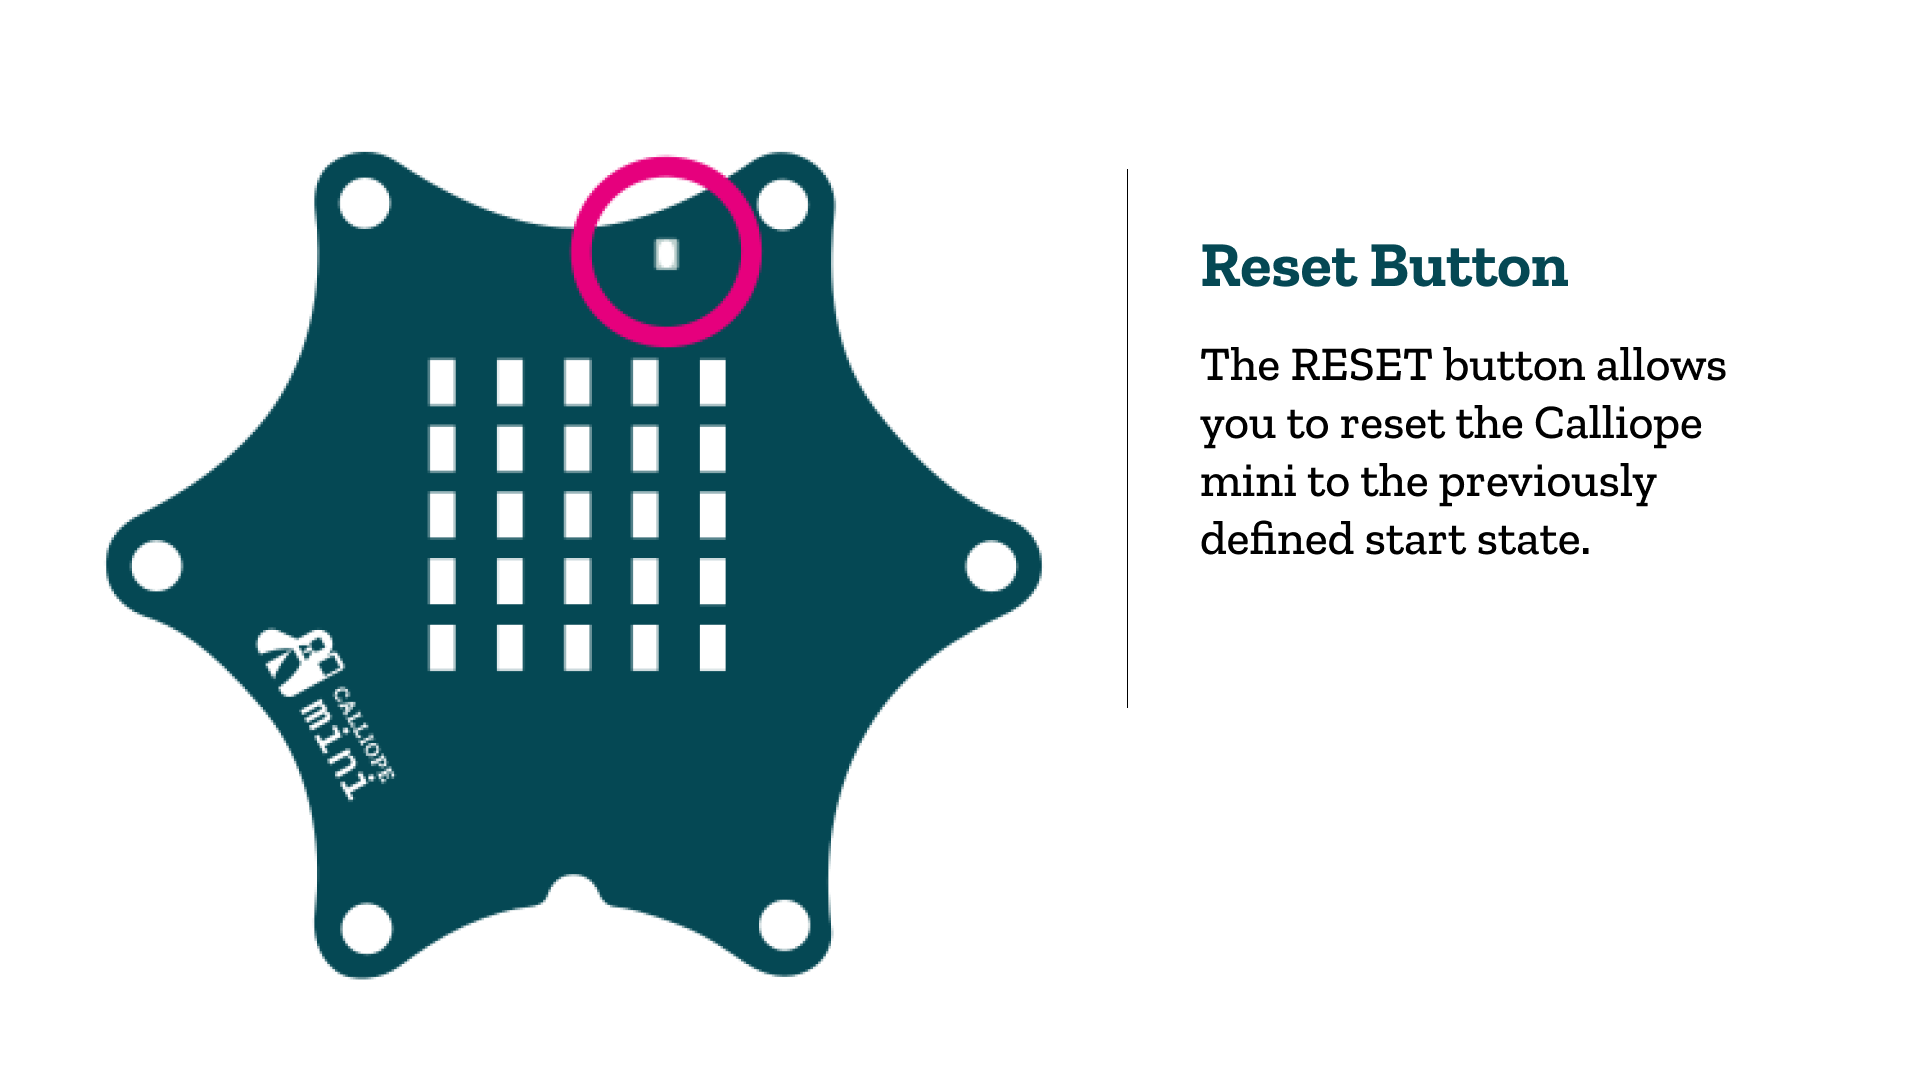 CALLIOPE
mini
Reset Button
The RESET button allows
you to reset the Calliope
mini to the previously
defined start state.